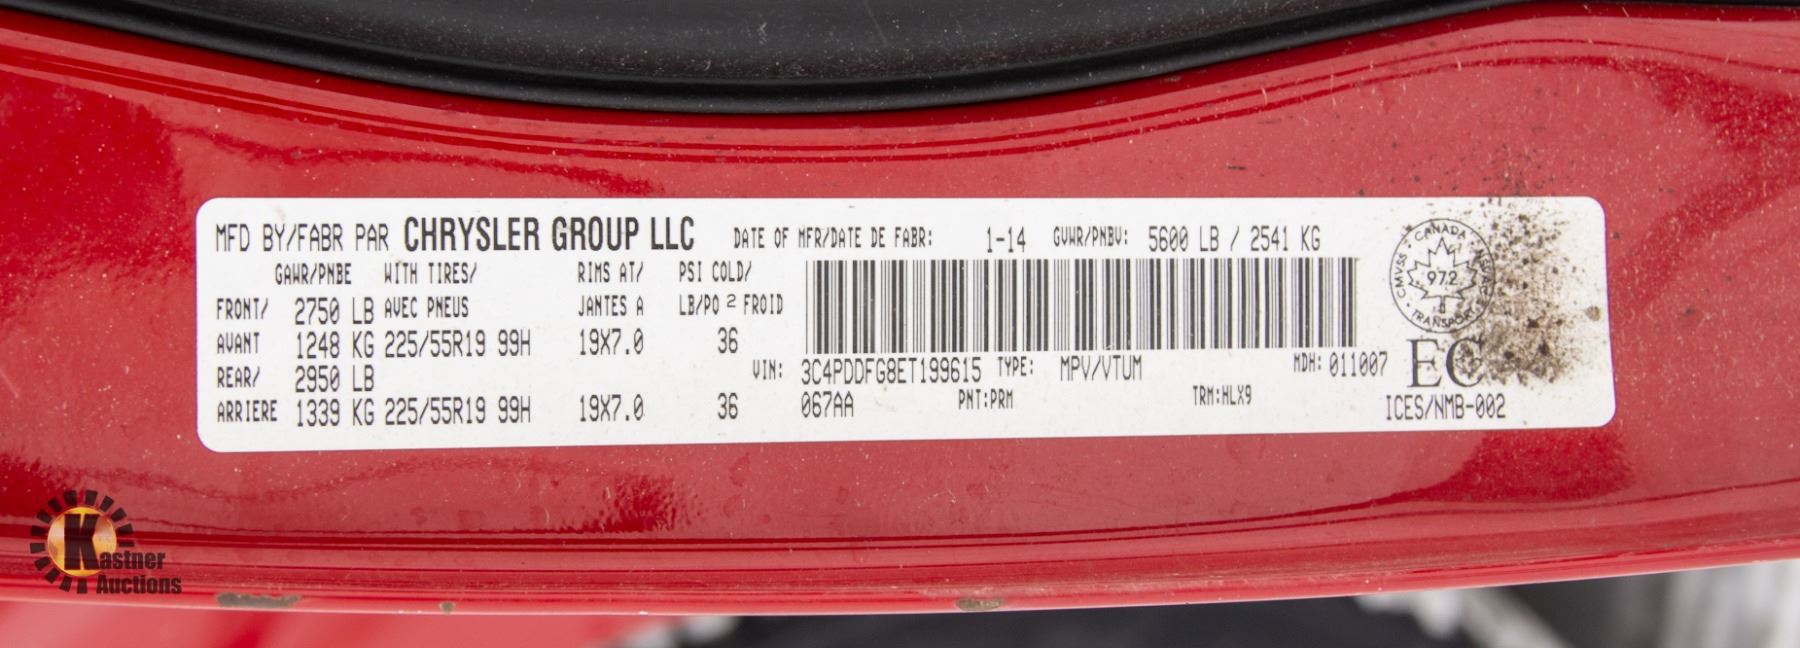 MFD BY/FABR PAR CHRYSLER GROUP LLC DATE OF MFR/DATE DE FABR: 1-14 GVWR/PNBV: 5600 LB / 2541 KG
GAWR/PNBE WITH TIRES/ RIMS AT/ PSI COLD/
FRONT/ 2750 LB AVEC PNEUS JANTES A LB/PO 2 FROID
AVANT 1248 KG 225/55R19 99H 19X7.0 36
REAR/ 2950 LB
ARRIERE 1339 KG 225/55R19 99H 19X7.0 36
VIN: 3C4PDDFG8ET199615 TYPE: MPV/VTUM MDH: 011007
067AA PNT:PRM TRM:HLX9
CANADA
CMVSS
972
TRANSPORT
EC
ICES/NMB-002
Kastner
Auctions